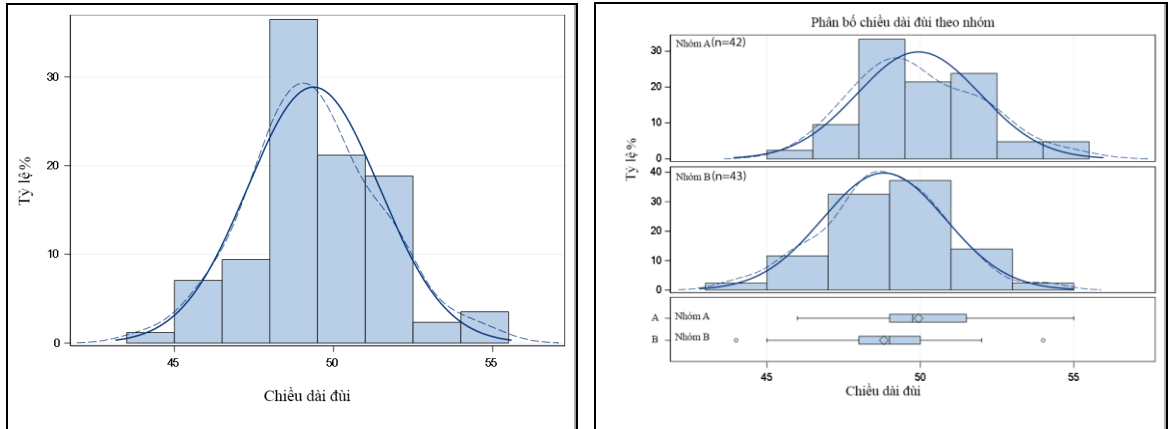 Tỷ lệ %
30
20
10
0
45
50
55
Chiều dài đùi
Phân bố chiều dài đùi theo nhóm
Tỷ lệ %
Nhóm A(n=42)
30
20
10
0
Nhóm B(n=43)
40
30
20
10
0
A
Nhóm A
B
Nhóm B
45
50
55
Chiều dài đùi